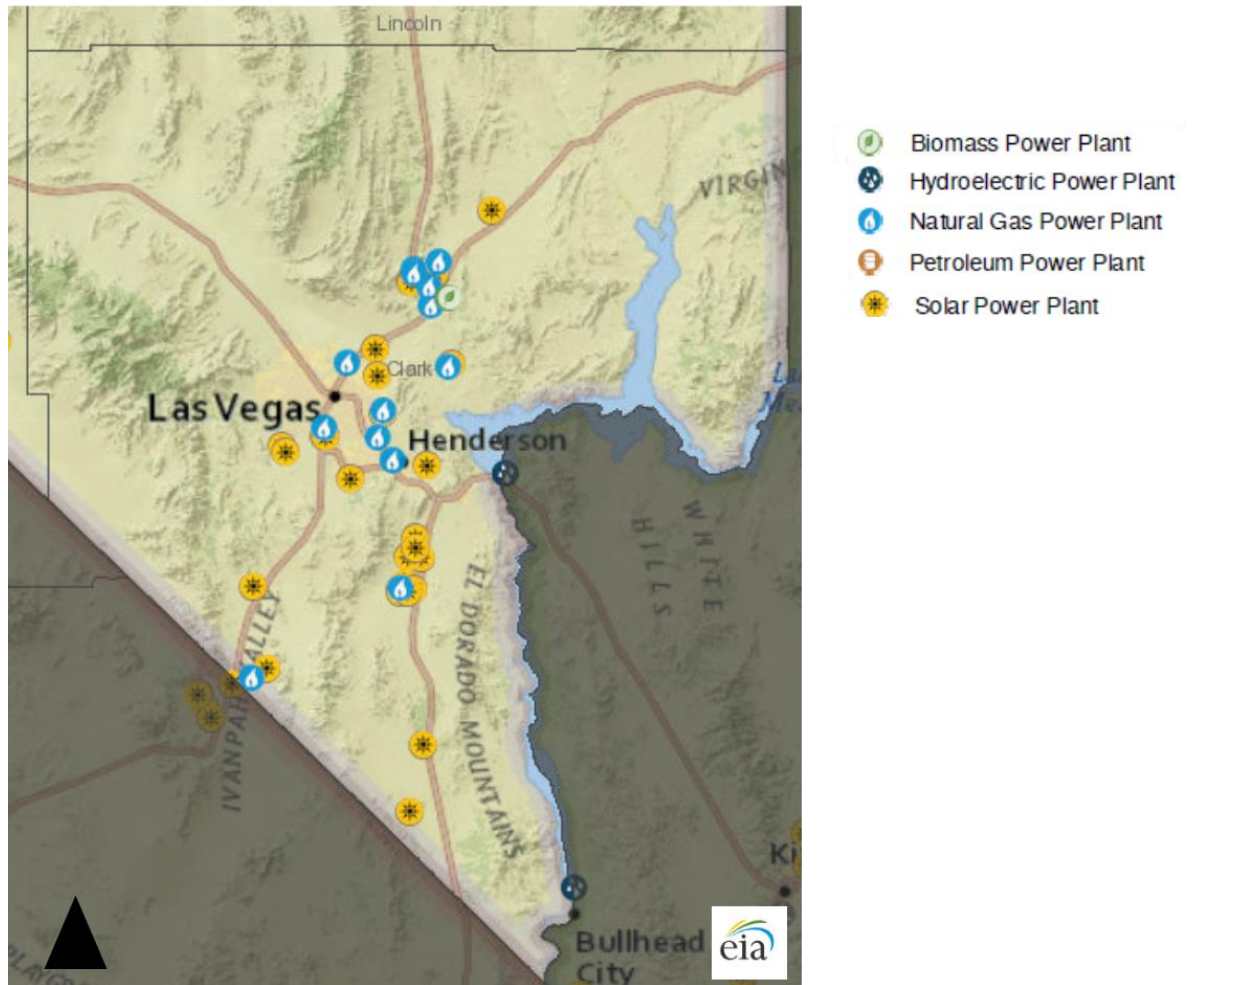 Lincoln
VIRGIN
Clark
Las Vegas
Henderson
WHITE
HILLS
EL DORADO MOUNTAINS
IVANPAH VALLEY
Ki
Bullhead
City
eia
Biomass Power Plant
Hydroelectric Power Plant
Natural Gas Power Plant
Petroleum Power Plant
Solar Power Plant